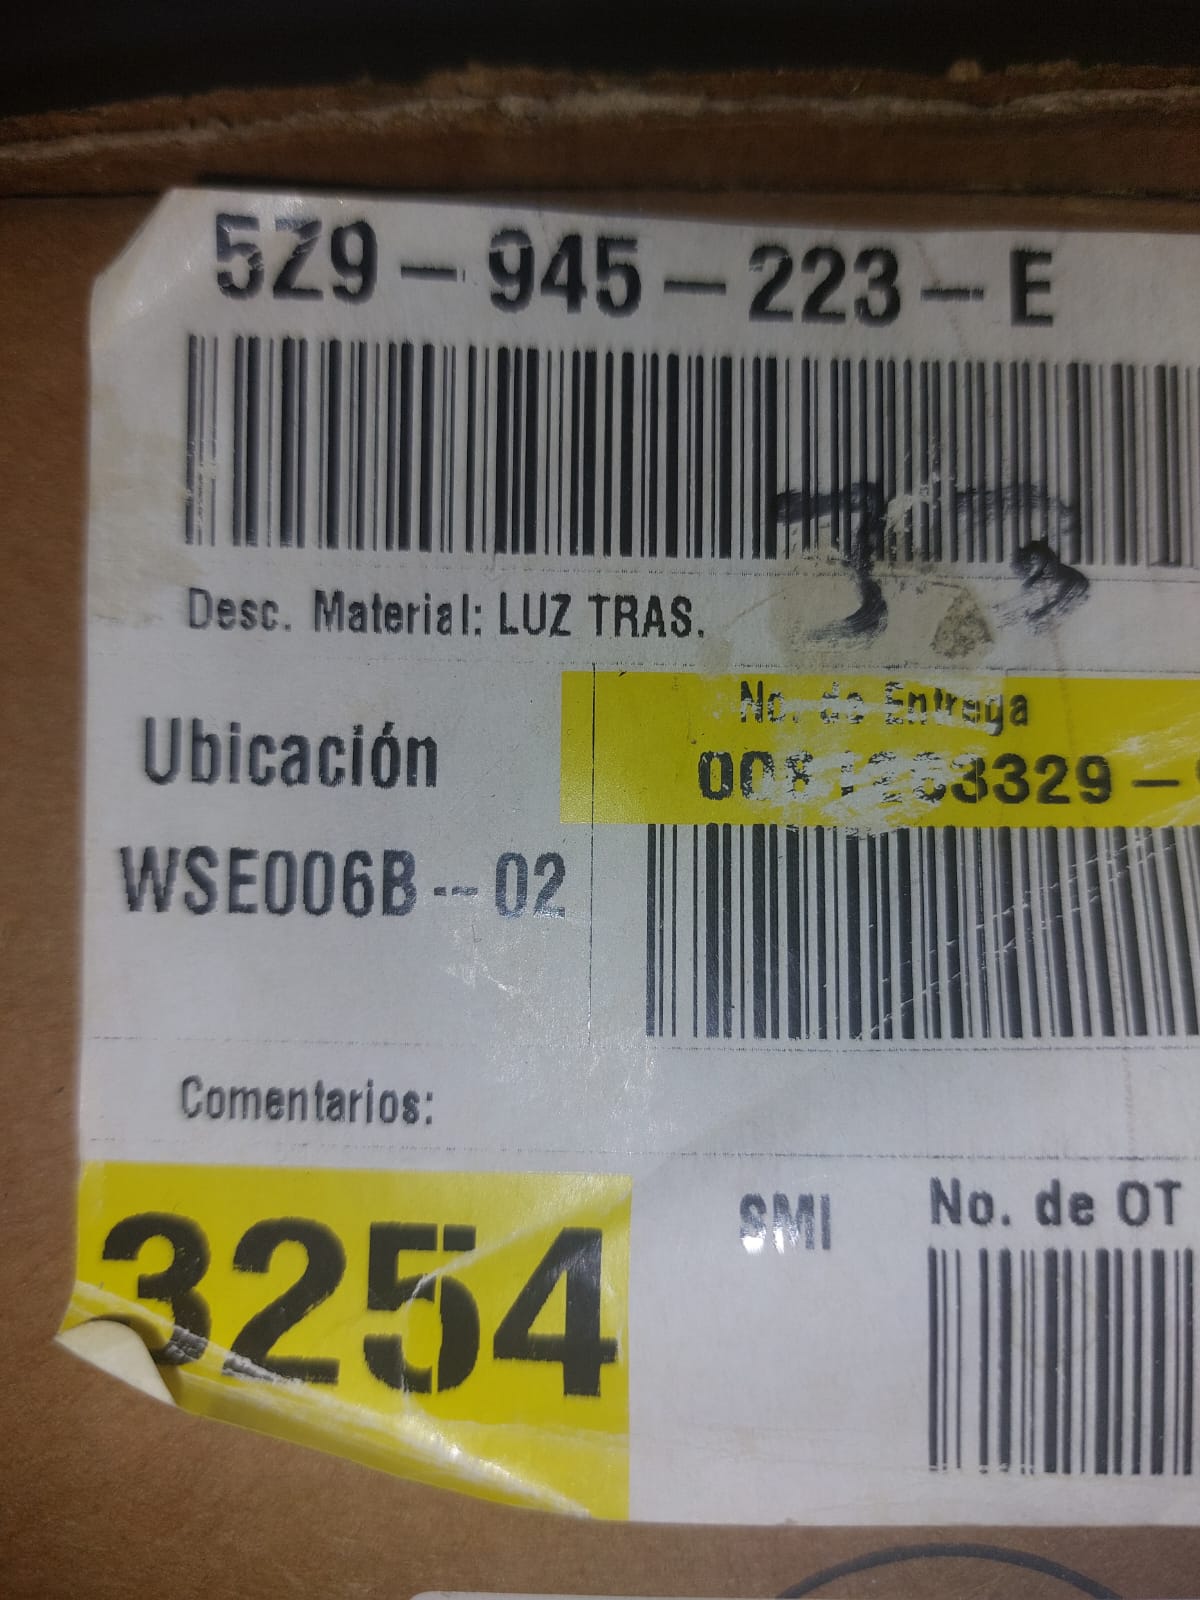 5Z9-945-223-E
Desc. Material: LUZ TRAS.
No. de Entrega
Ubicación
WSE006B--02
Comentarios:
3254
SMI
No. de OT